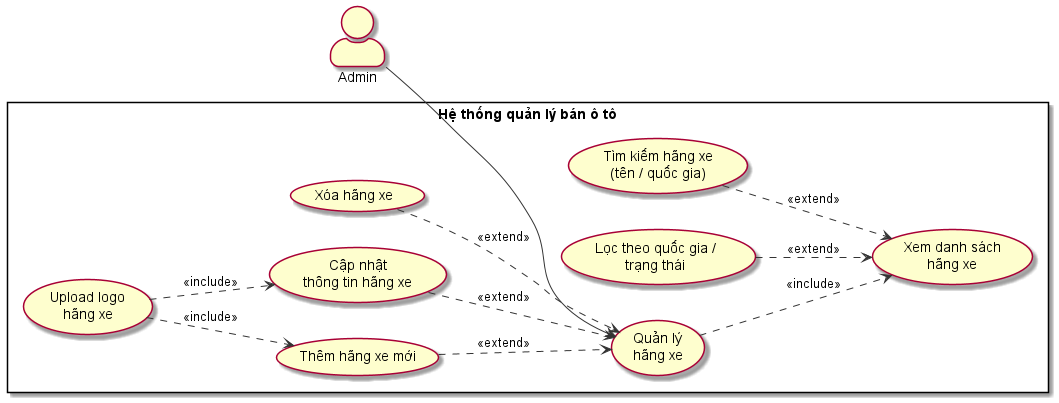 Admin
Hệ thống quản lý bán ô tô
Tìm kiếm hãng xe
(tên / quốc gia)
Xóa hãng xe
«extend»
«extend»
Lọc theo quốc gia /
trạng thái
«extend»
Xem danh sách
hãng xe
Cập nhật
thông tin hãng xe
Upload logo
hãng xe
«include»
«extend»
«include»
«include»
Thêm hãng xe mới
«extend»
Quản lý
hãng xe